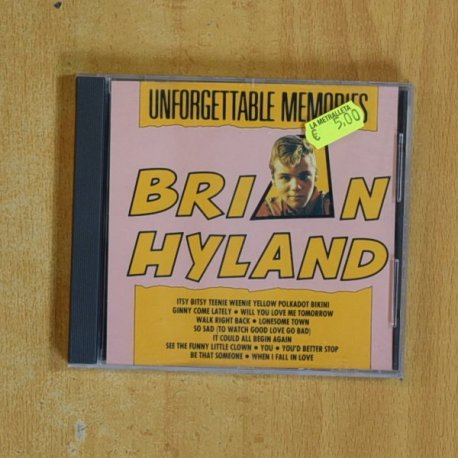 UNFORGETTABLE MEMORIES
LA METRALLETA
€ 5,00
BRIAN
HYLAND
ITSY BITSY TEENIE WEENIE YELLOW POLKADOT BIKINI
GINNY COME LATELY • WILL YOU LOVE ME TOMORROW
WALK RIGHT BACK • LONESOME TOWN
SO SAD (TO WATCH GOOD LOVE GO BAD)
IT COULD ALL BEGIN AGAIN
SEE THE FUNNY LITTLE CLOWN • YOU • YOU'D BETTER STOP
BE THAT SOMEONE • WHEN I FALL IN LOVE